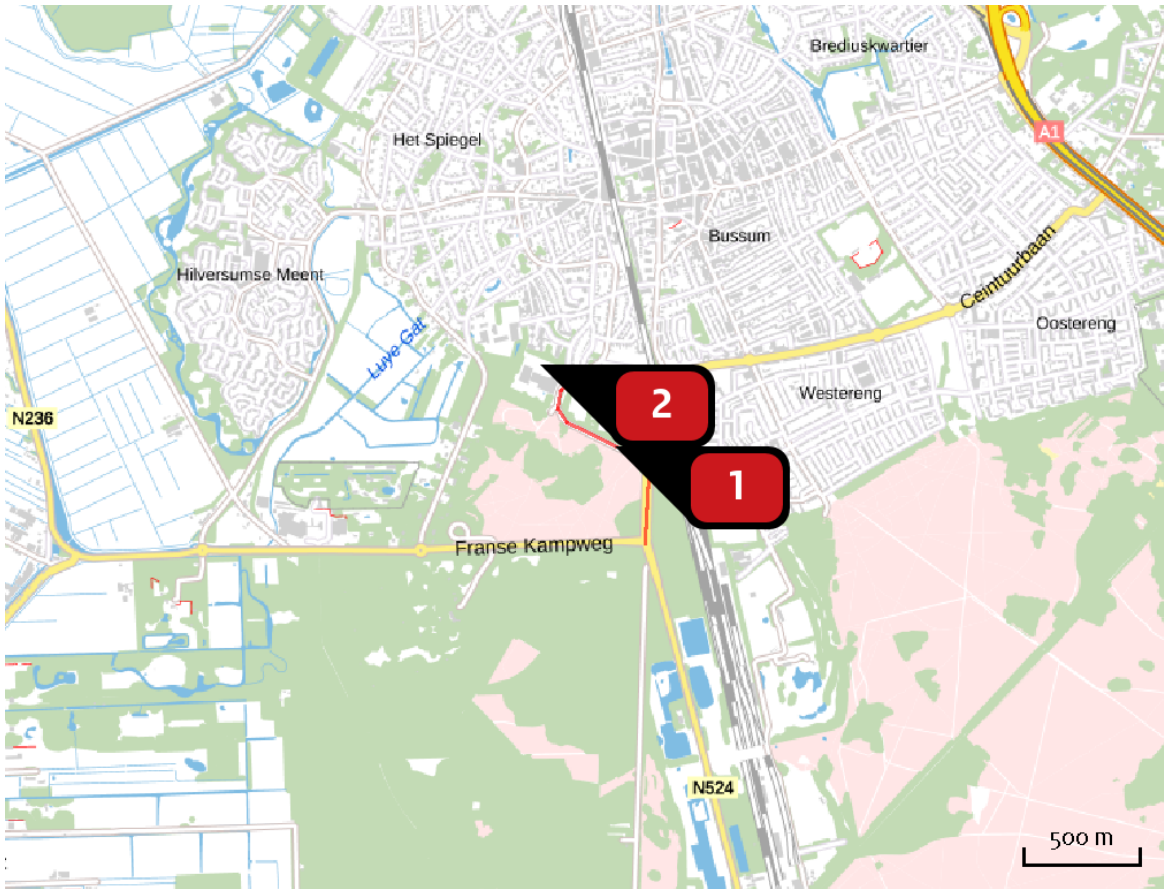 Brediuskwartier
A1
Het Spiegel
Bussum
Hilversumse Meent
Ceintuurbaan
Oostereng
Luye Gat
Westereng
N236
2
1
Franse Kampweg
N524
500 m